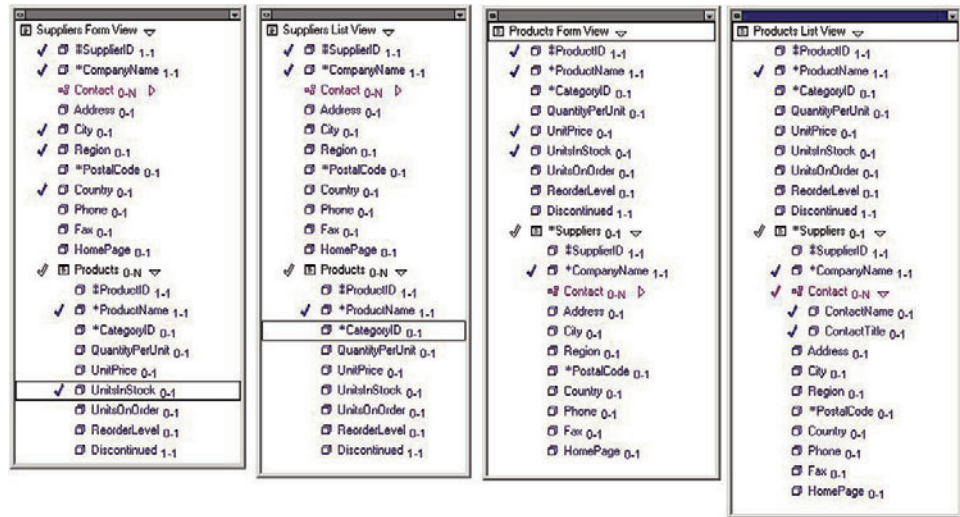 Suppliers Form View
‡SupplierID 1-1
*CompanyName 1-1
Contact 0-N
Address 0-1
City 0-1
Region 0-1
*PostalCode 0-1
Country 0-1
Phone 0-1
Fax 0-1
HomePage 0-1
Products 0-N
‡ProductID 1-1
*ProductName 1-1
*CategoryID 0-1
QuantityPerUnit 0-1
UnitPrice 0-1
UnitsInStock 0-1
UnitsOnOrder 0-1
ReorderLevel 0-1
Discontinued 1-1
Suppliers List View
‡SupplierID 1-1
*CompanyName 1-1
Contact 0-N
Address 0-1
City 0-1
Region 0-1
*PostalCode 0-1
Country 0-1
Phone 0-1
Fax 0-1
HomePage 0-1
Products 0-N
‡ProductID 1-1
*ProductName 1-1
*CategoryID 0-1
QuantityPerUnit 0-1
UnitPrice 0-1
UnitsInStock 0-1
UnitsOnOrder 0-1
ReorderLevel 0-1
Discontinued 1-1
Products Form View
‡ProductID 1-1
*ProductName 1-1
*CategoryID 0-1
QuantityPerUnit 0-1
UnitPrice 0-1
UnitsInStock 0-1
UnitsOnOrder 0-1
ReorderLevel 0-1
Discontinued 1-1
*Suppliers 0-1
‡SupplierID 1-1
*CompanyName 1-1
Contact 0-N
Address 0-1
City 0-1
Region 0-1
*PostalCode 0-1
Country 0-1
Phone 0-1
Fax 0-1
HomePage 0-1
Products List View
‡ProductID 1-1
*ProductName 1-1
*CategoryID 0-1
QuantityPerUnit 0-1
UnitPrice 0-1
UnitsInStock 0-1
UnitsOnOrder 0-1
ReorderLevel 0-1
Discontinued 1-1
*Suppliers 0-1
‡SupplierID 1-1
*CompanyName 1-1
Contact 0-N
ContactName 0-1
ContactTitle 0-1
Address 0-1
City 0-1
Region 0-1
*PostalCode 0-1
Country 0-1
Phone 0-1
Fax 0-1
HomePage 0-1